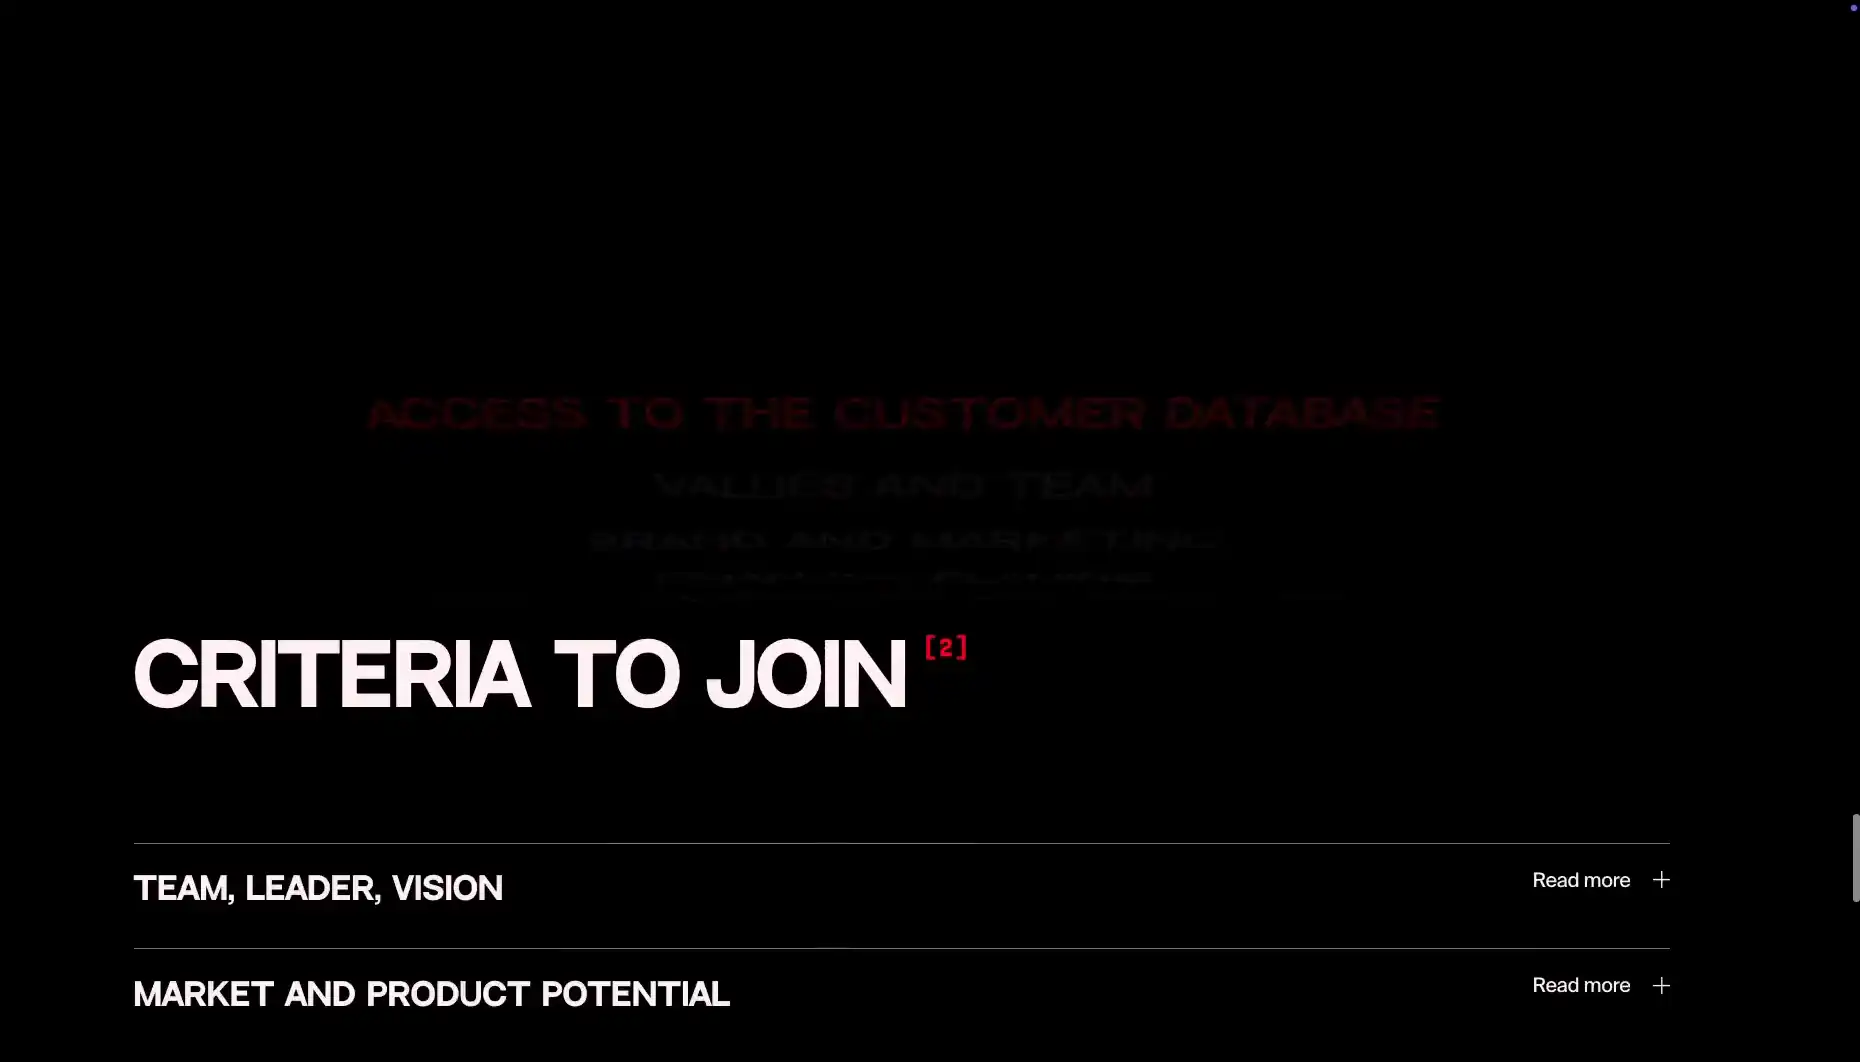 ACCESS TO THE CUSTOMER DATABASE
VALUES AND TEAM
BRAND AND MARKETING
CRITERIA TO JOIN [2]
TEAM, LEADER, VISION
Read more
MARKET AND PRODUCT POTENTIAL
Read more